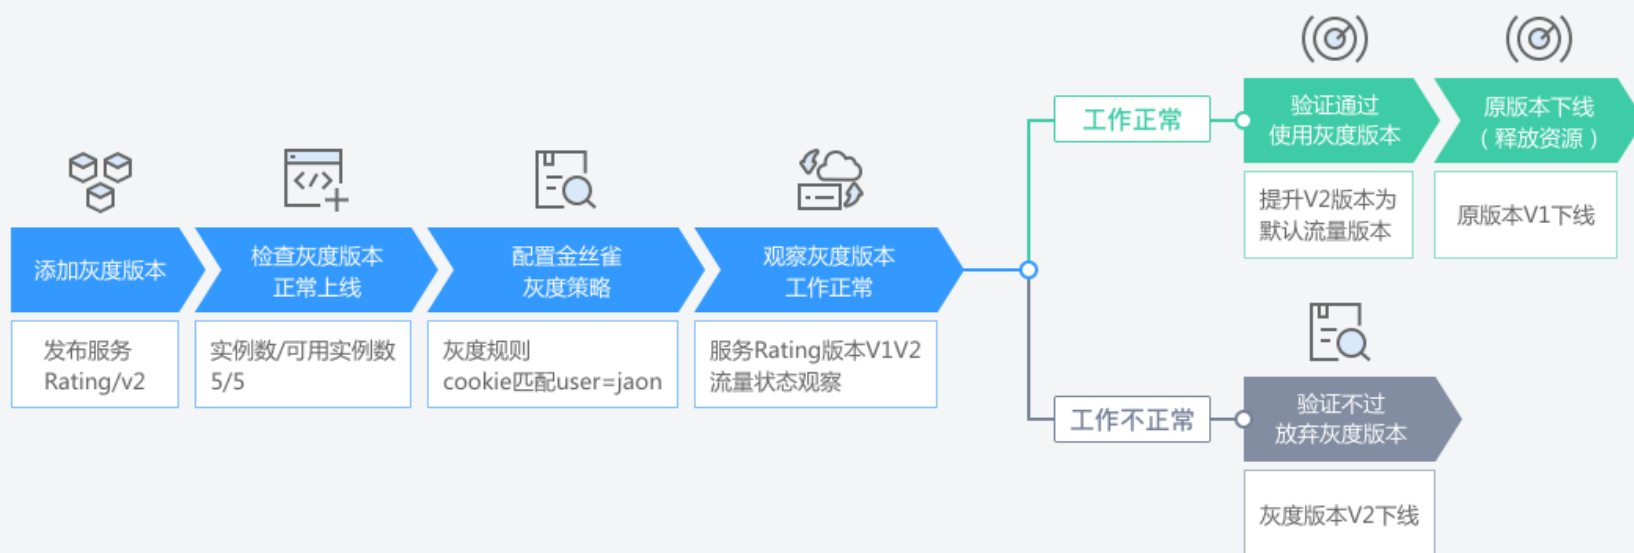 添加灰度版本
发布服务
Rating/v2
检查灰度版本
正常上线
实例数/可用实例数
5/5
配置金丝雀
灰度策略
灰度规则
cookie匹配user=jaon
观察灰度版本
工作正常
服务Rating版本V1V2
流量状态观察
工作正常
验证通过
使用灰度版本
提升V2版本为
默认流量版本
原版本下线
（释放资源）
原版本V1下线
工作不正常
验证不过
放弃灰度版本
灰度版本V2下线